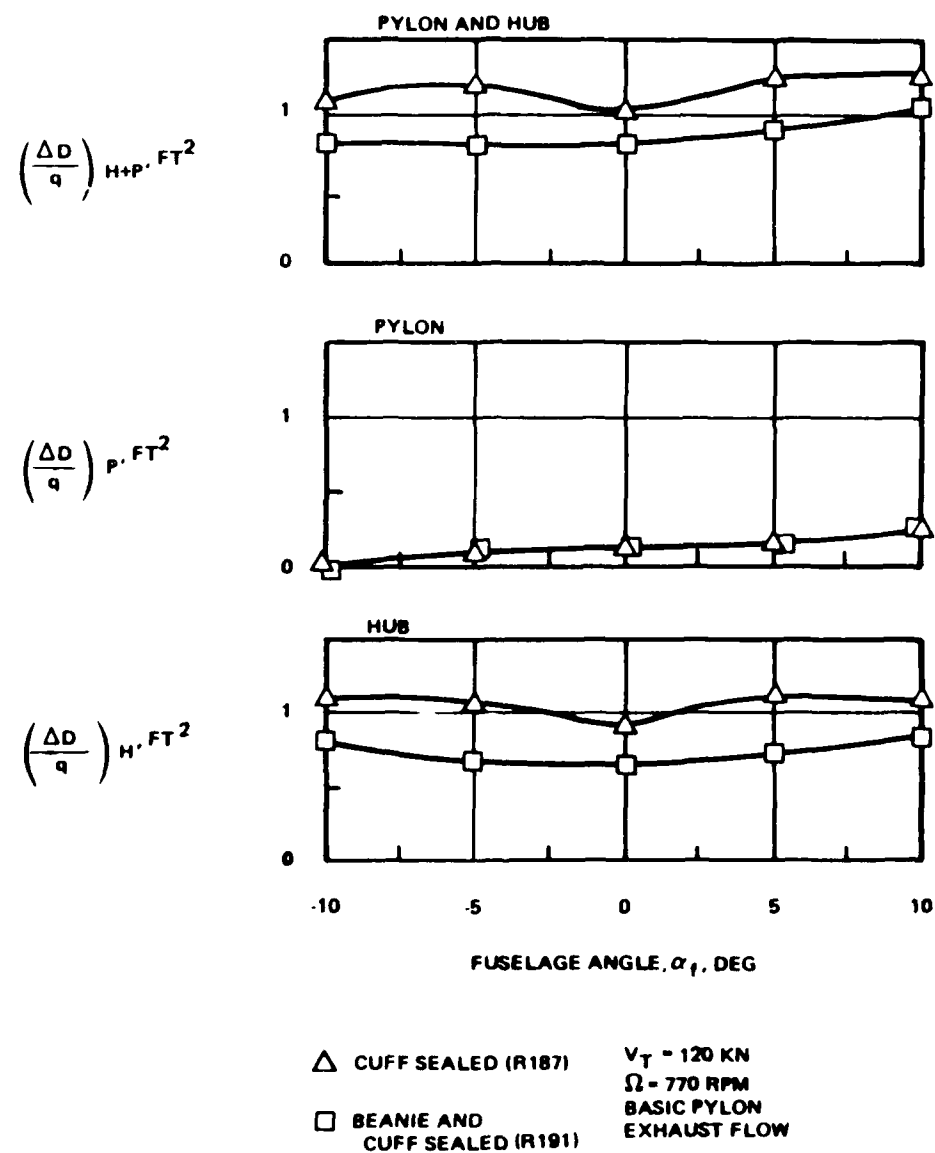 PYLON AND HUB
1
(ΔD/q) H+P, FT²
0
PYLON
1
(ΔD/q) P, FT²
0
HUB
1
(ΔD/q) H, FT²
0
-10 -5 0 5 10
FUSELAGE ANGLE, αf, DEG
△ CUFF SEALED (R187)
□ BEANIE AND
CUFF SEALED (R191)
VT = 120 KN
Ω = 770 RPM
BASIC PYLON
EXHAUST FLOW